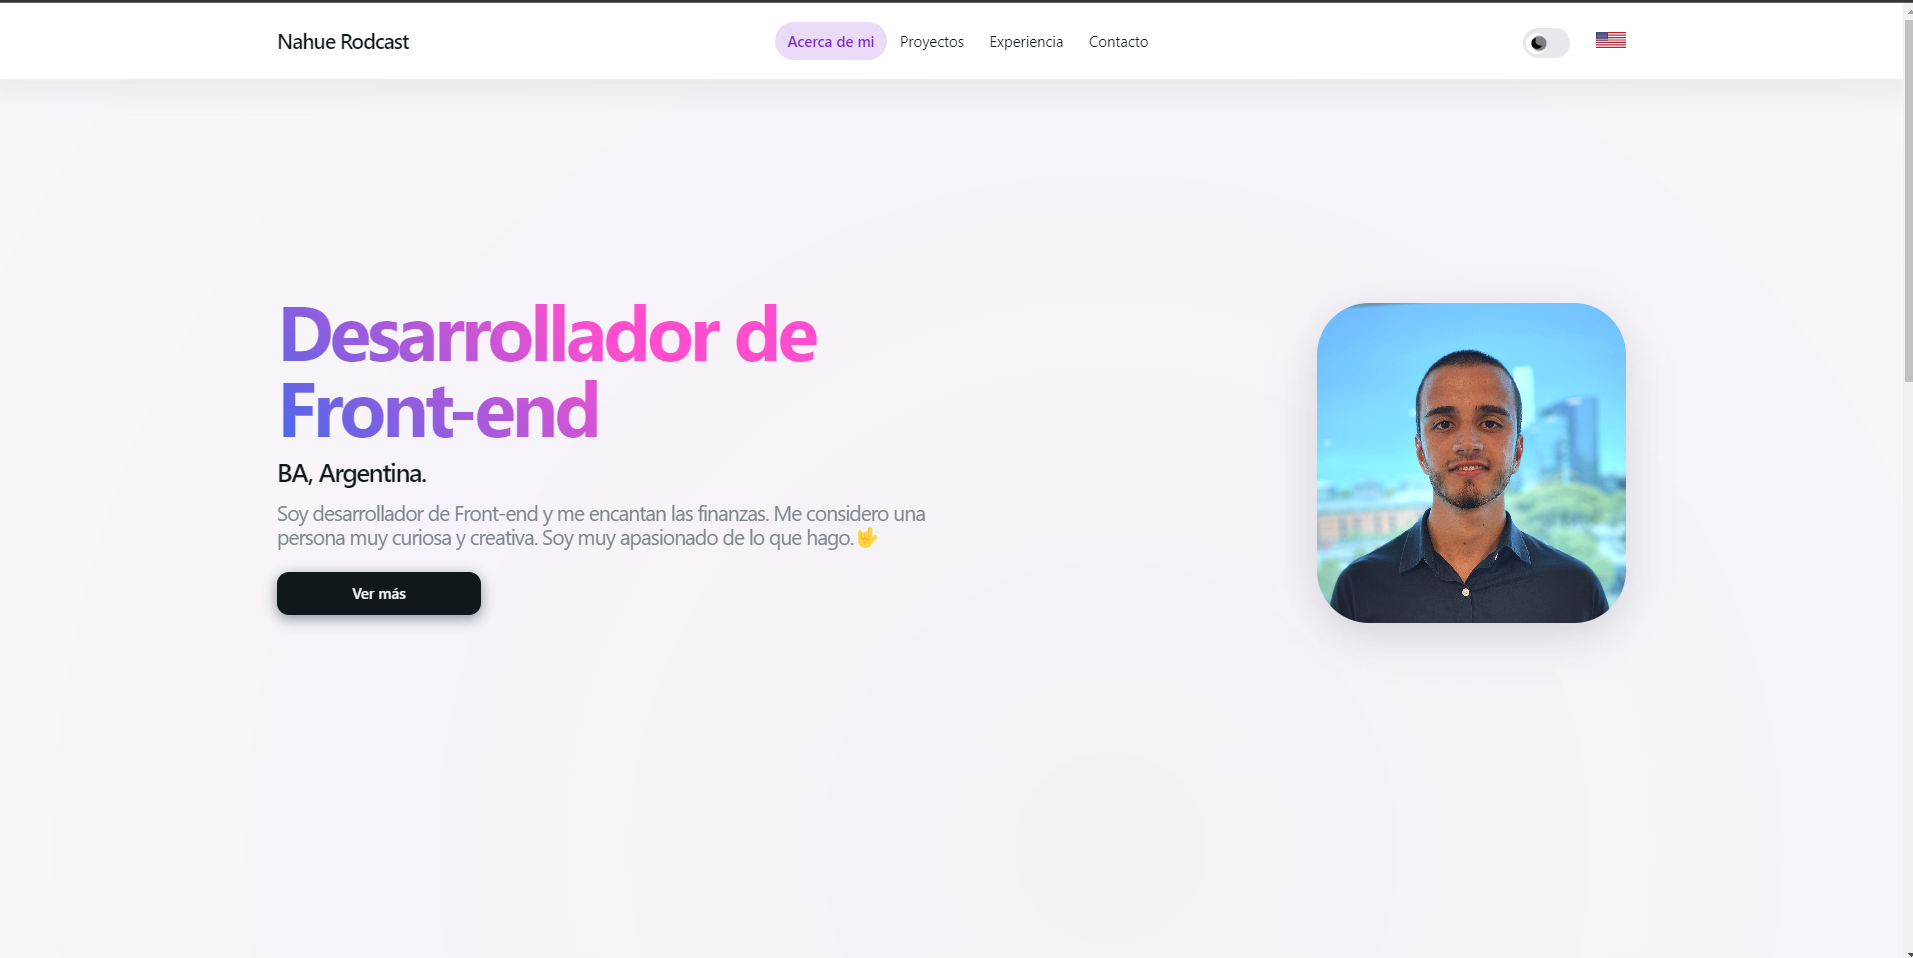 Nahue Rodcast
Acerca de mi
Proyectos
Experiencia
Contacto
Desarrollador de
Front-end
BA, Argentina.
Soy desarrollador de Front-end y me encantan las finanzas. Me considero una
persona muy curiosa y creativa. Soy muy apasionado de lo que hago.🤟
Ver más